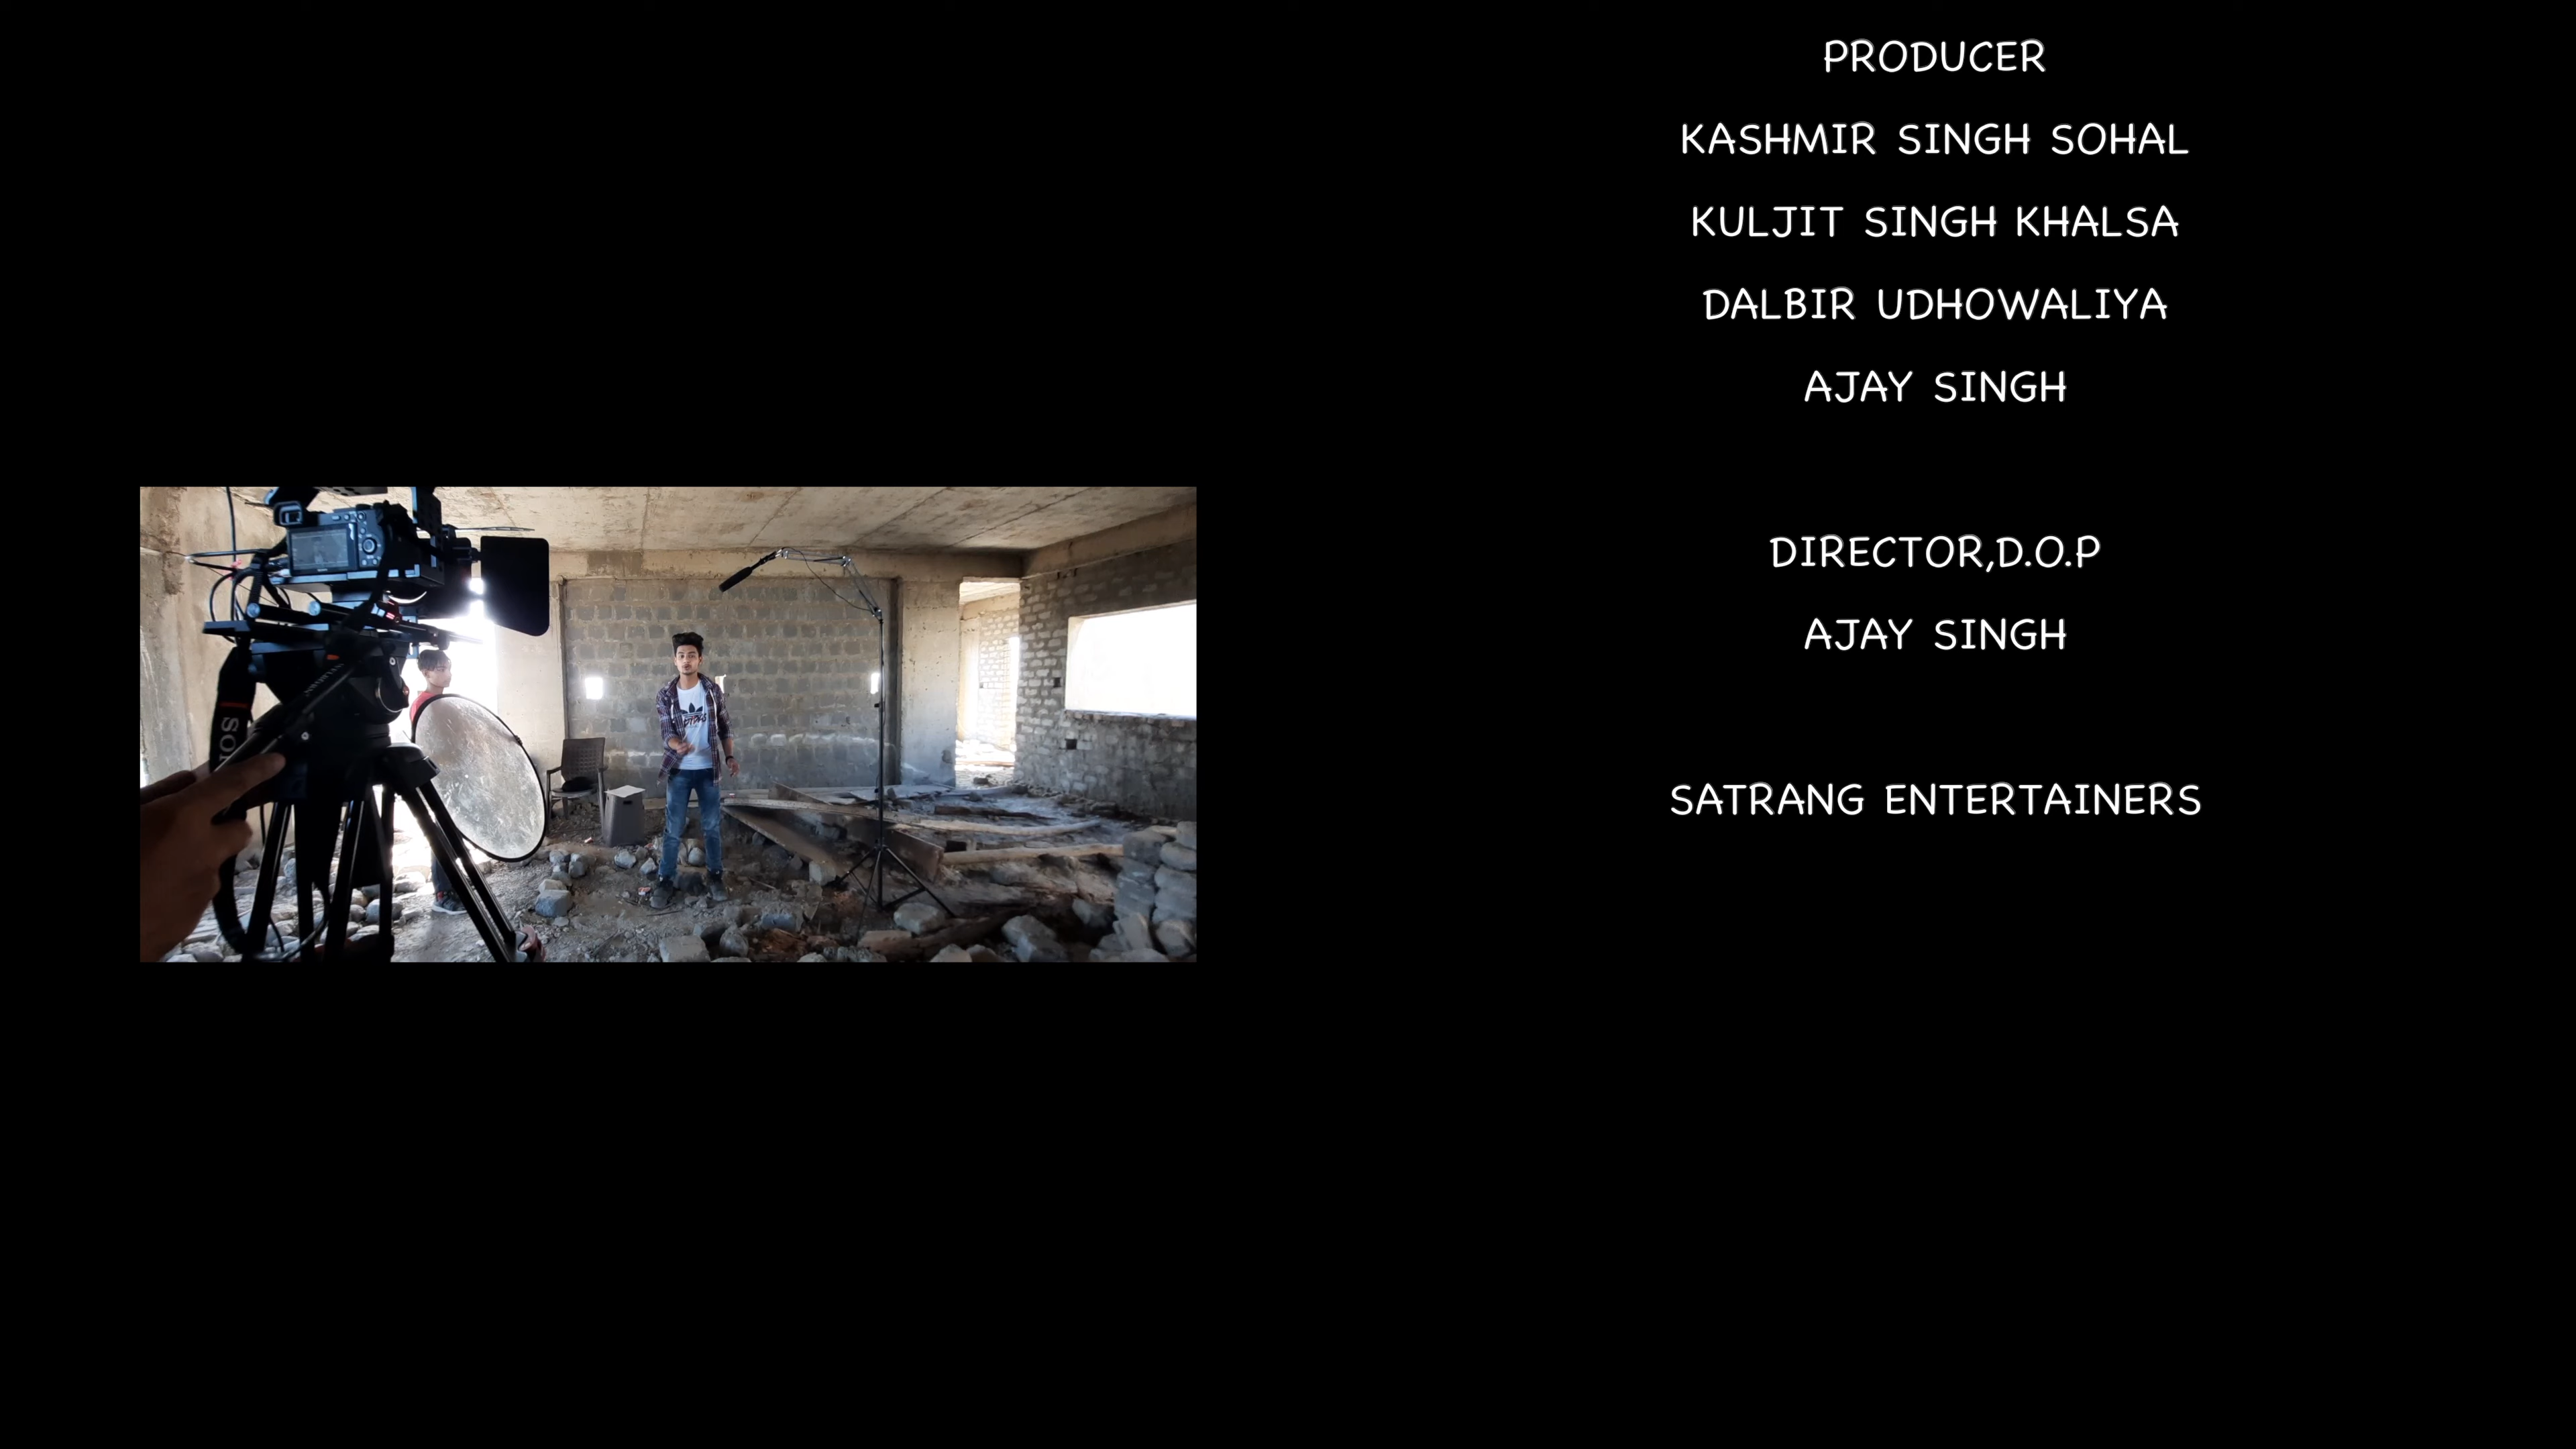 PRODUCER
KASHMIR SINGH SOHAL
KULJIT SINGH KHALSA
DALBIR UDHOWALIYA
AJAY SINGH
DIRECTOR,D.O.P
AJAY SINGH
SATRANG ENTERTAINERS